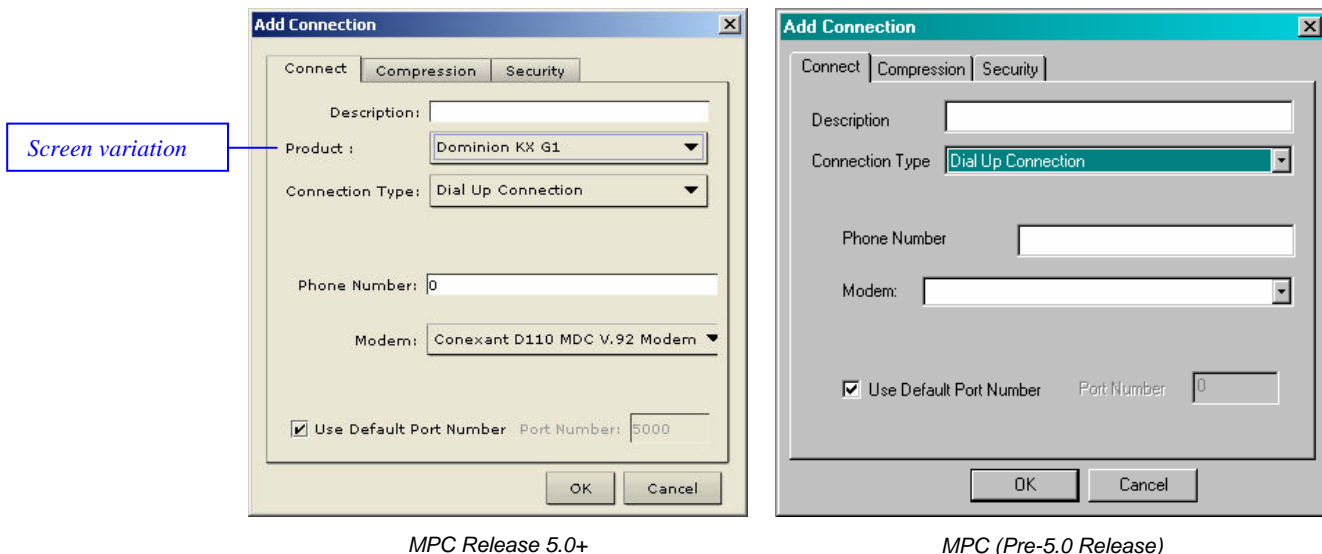 Add Connection
Connect Compression Security
Description:
Screen variation
Product : Dominion KX G1
Connection Type: Dial Up Connection
Phone Number: 0
Modem: Conexant D110 MDC V.92 Modem
Use Default Port Number Port Number: 5000
OK Cancel
MPC Release 5.0+
Add Connection
Connect Compression Security
Description
Connection Type Dial Up Connection
Phone Number
Modem:
Use Default Port Number Port Number 0
OK Cancel
MPC (Pre-5.0 Release)